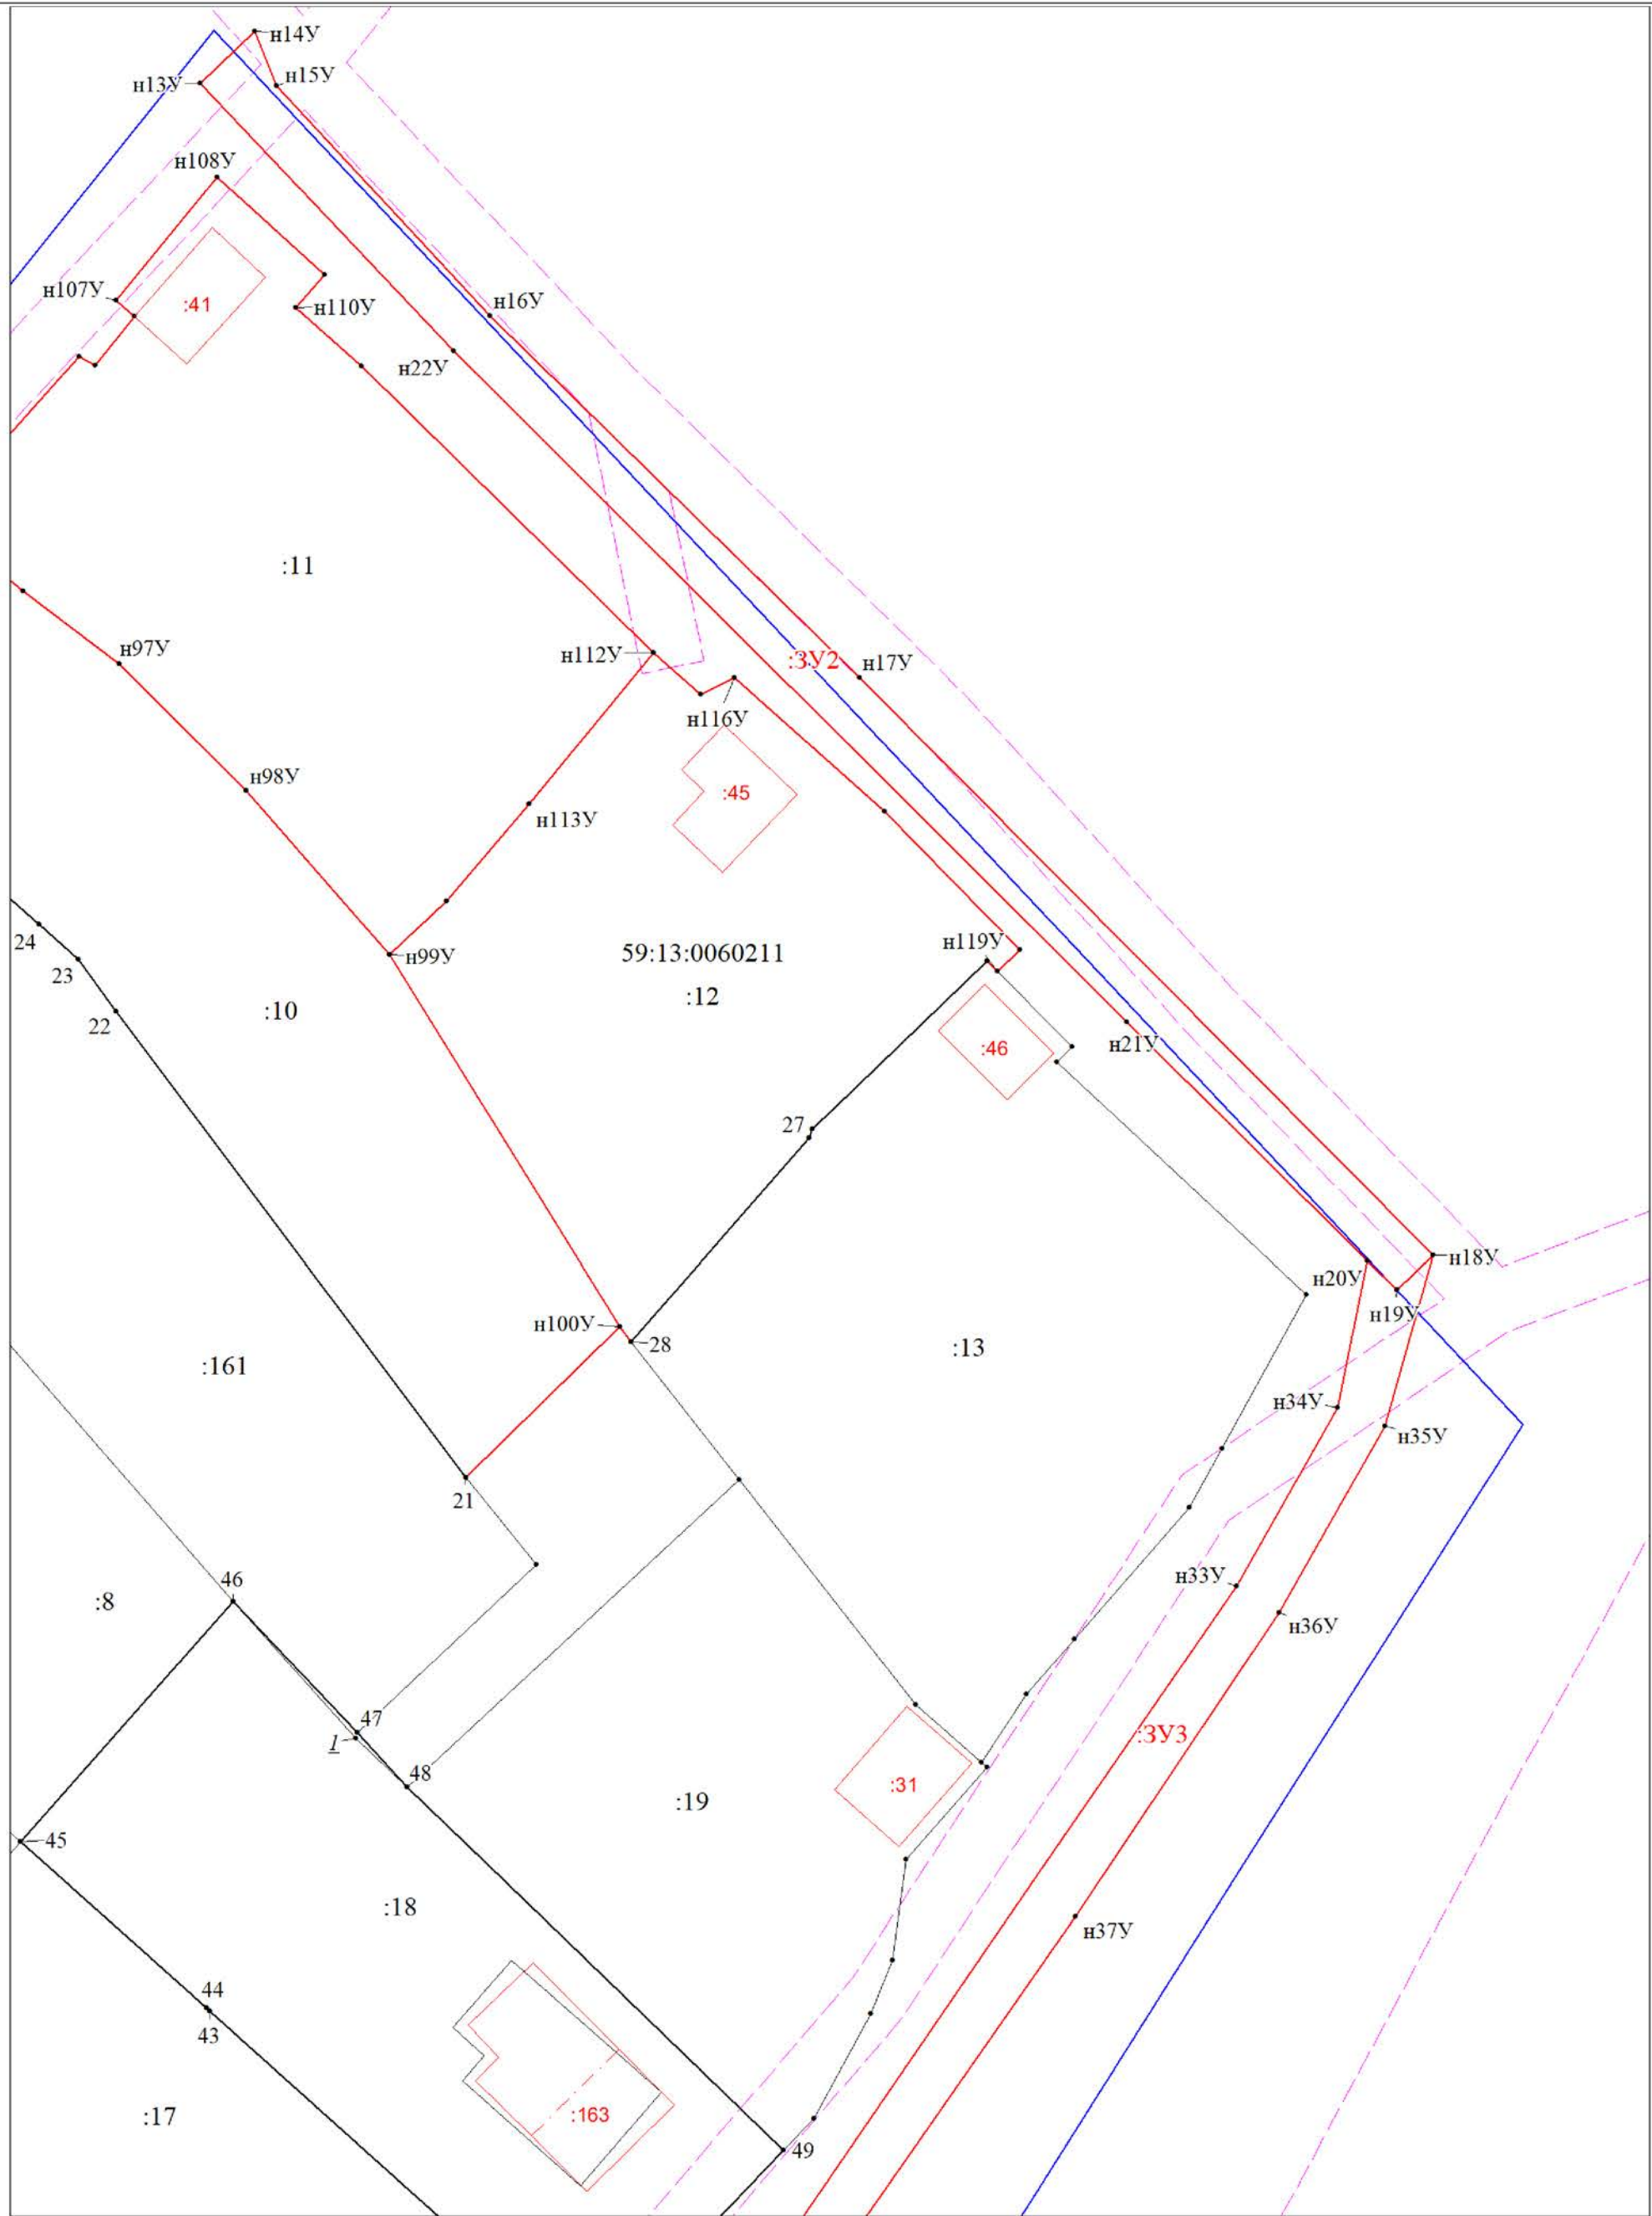 н14У
н13У
н15У
н108У
н107У
:41
н16У
н110У
н22У
:11
н97У
н112У
:ЗУ2
н17У
н116У
н98У
:45
н113У
24
н99У
59:13:0060211
н119У
23
:12
:10
22
:46
н21У
27
н18У
н20У
н19У
н100У
28
:13
:161
н34У
н35У
21
46
н33У
:8
н36У
47
1
:ЗУ3
48
:31
:19
45
:18
н37У
44
43
:163
:17
49